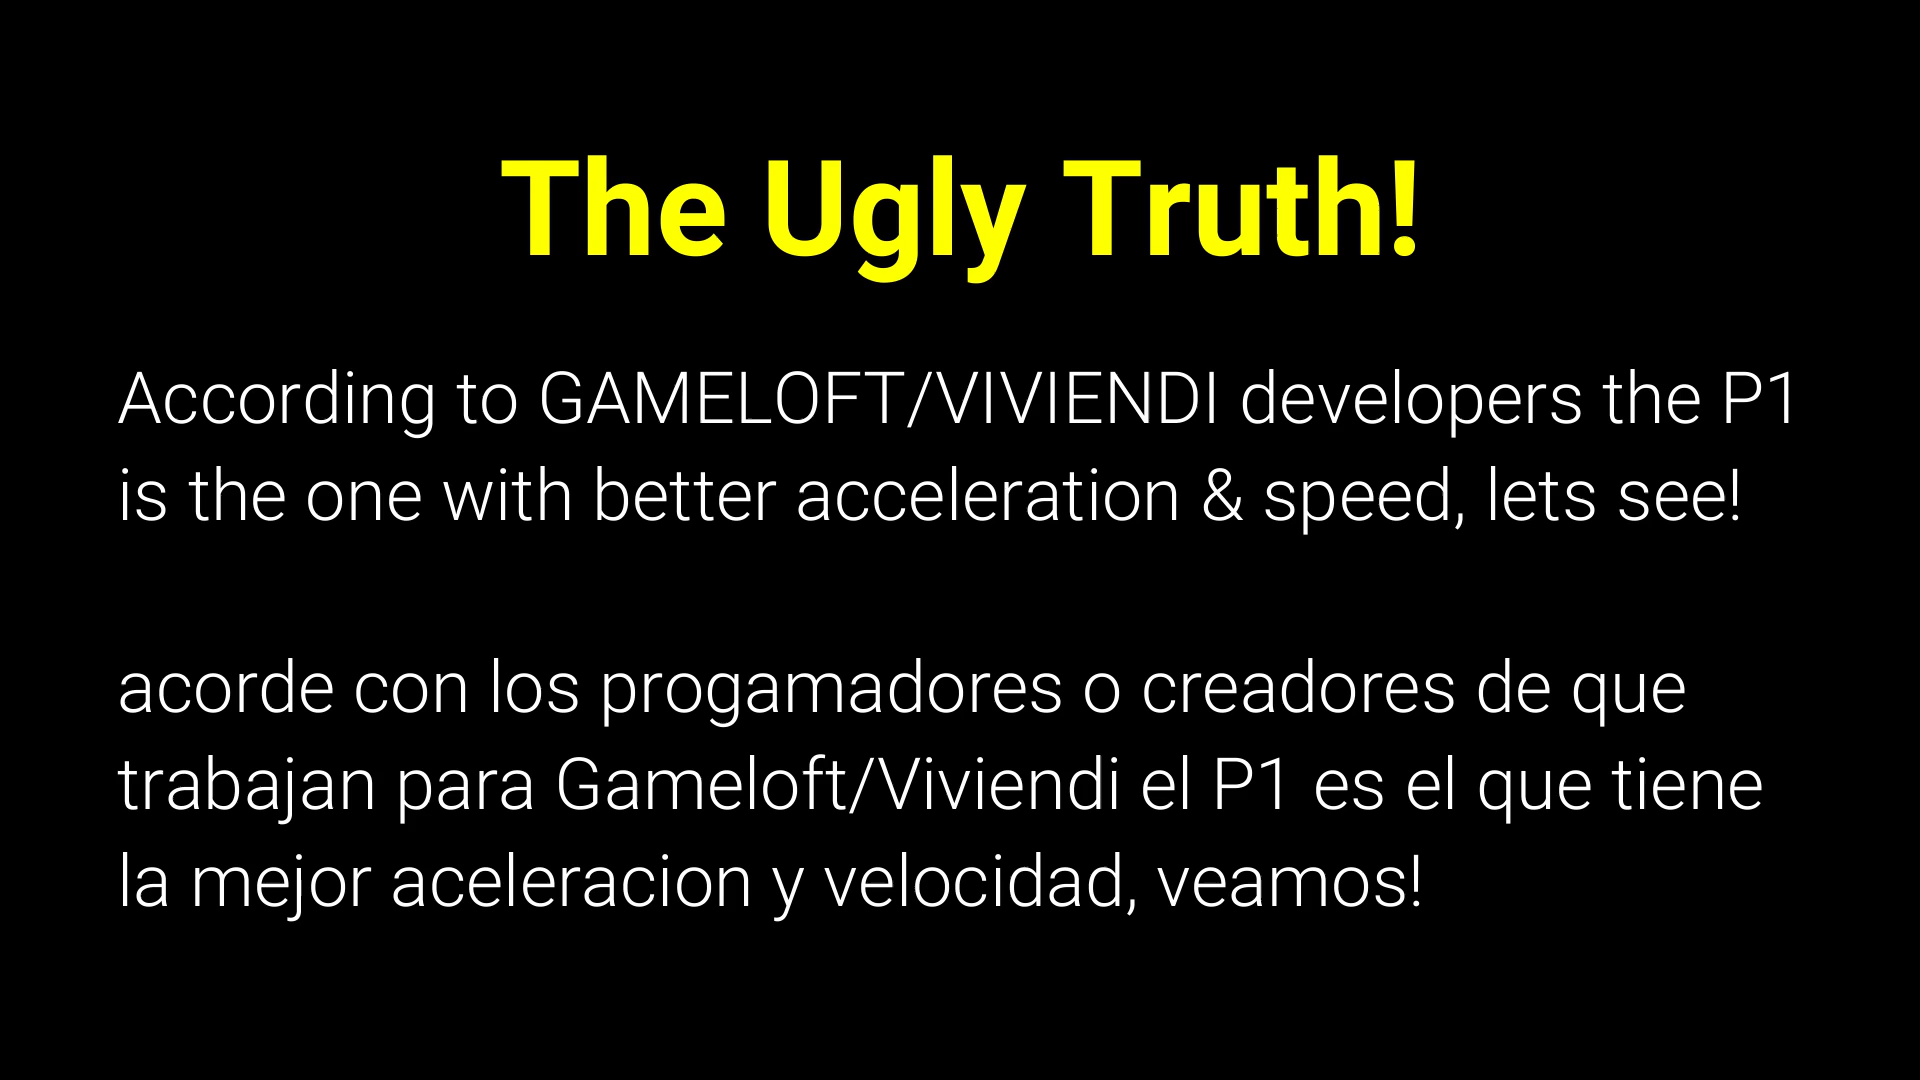 The Ugly Truth!
According to GAMELOFT/VIVIENDI developers the P1
is the one with better acceleration & speed, lets see!
acorde con los progamadores o creadores de que
trabajan para Gameloft/Viviendi el P1 es el que tiene
la mejor aceleracion y velocidad, veamos!